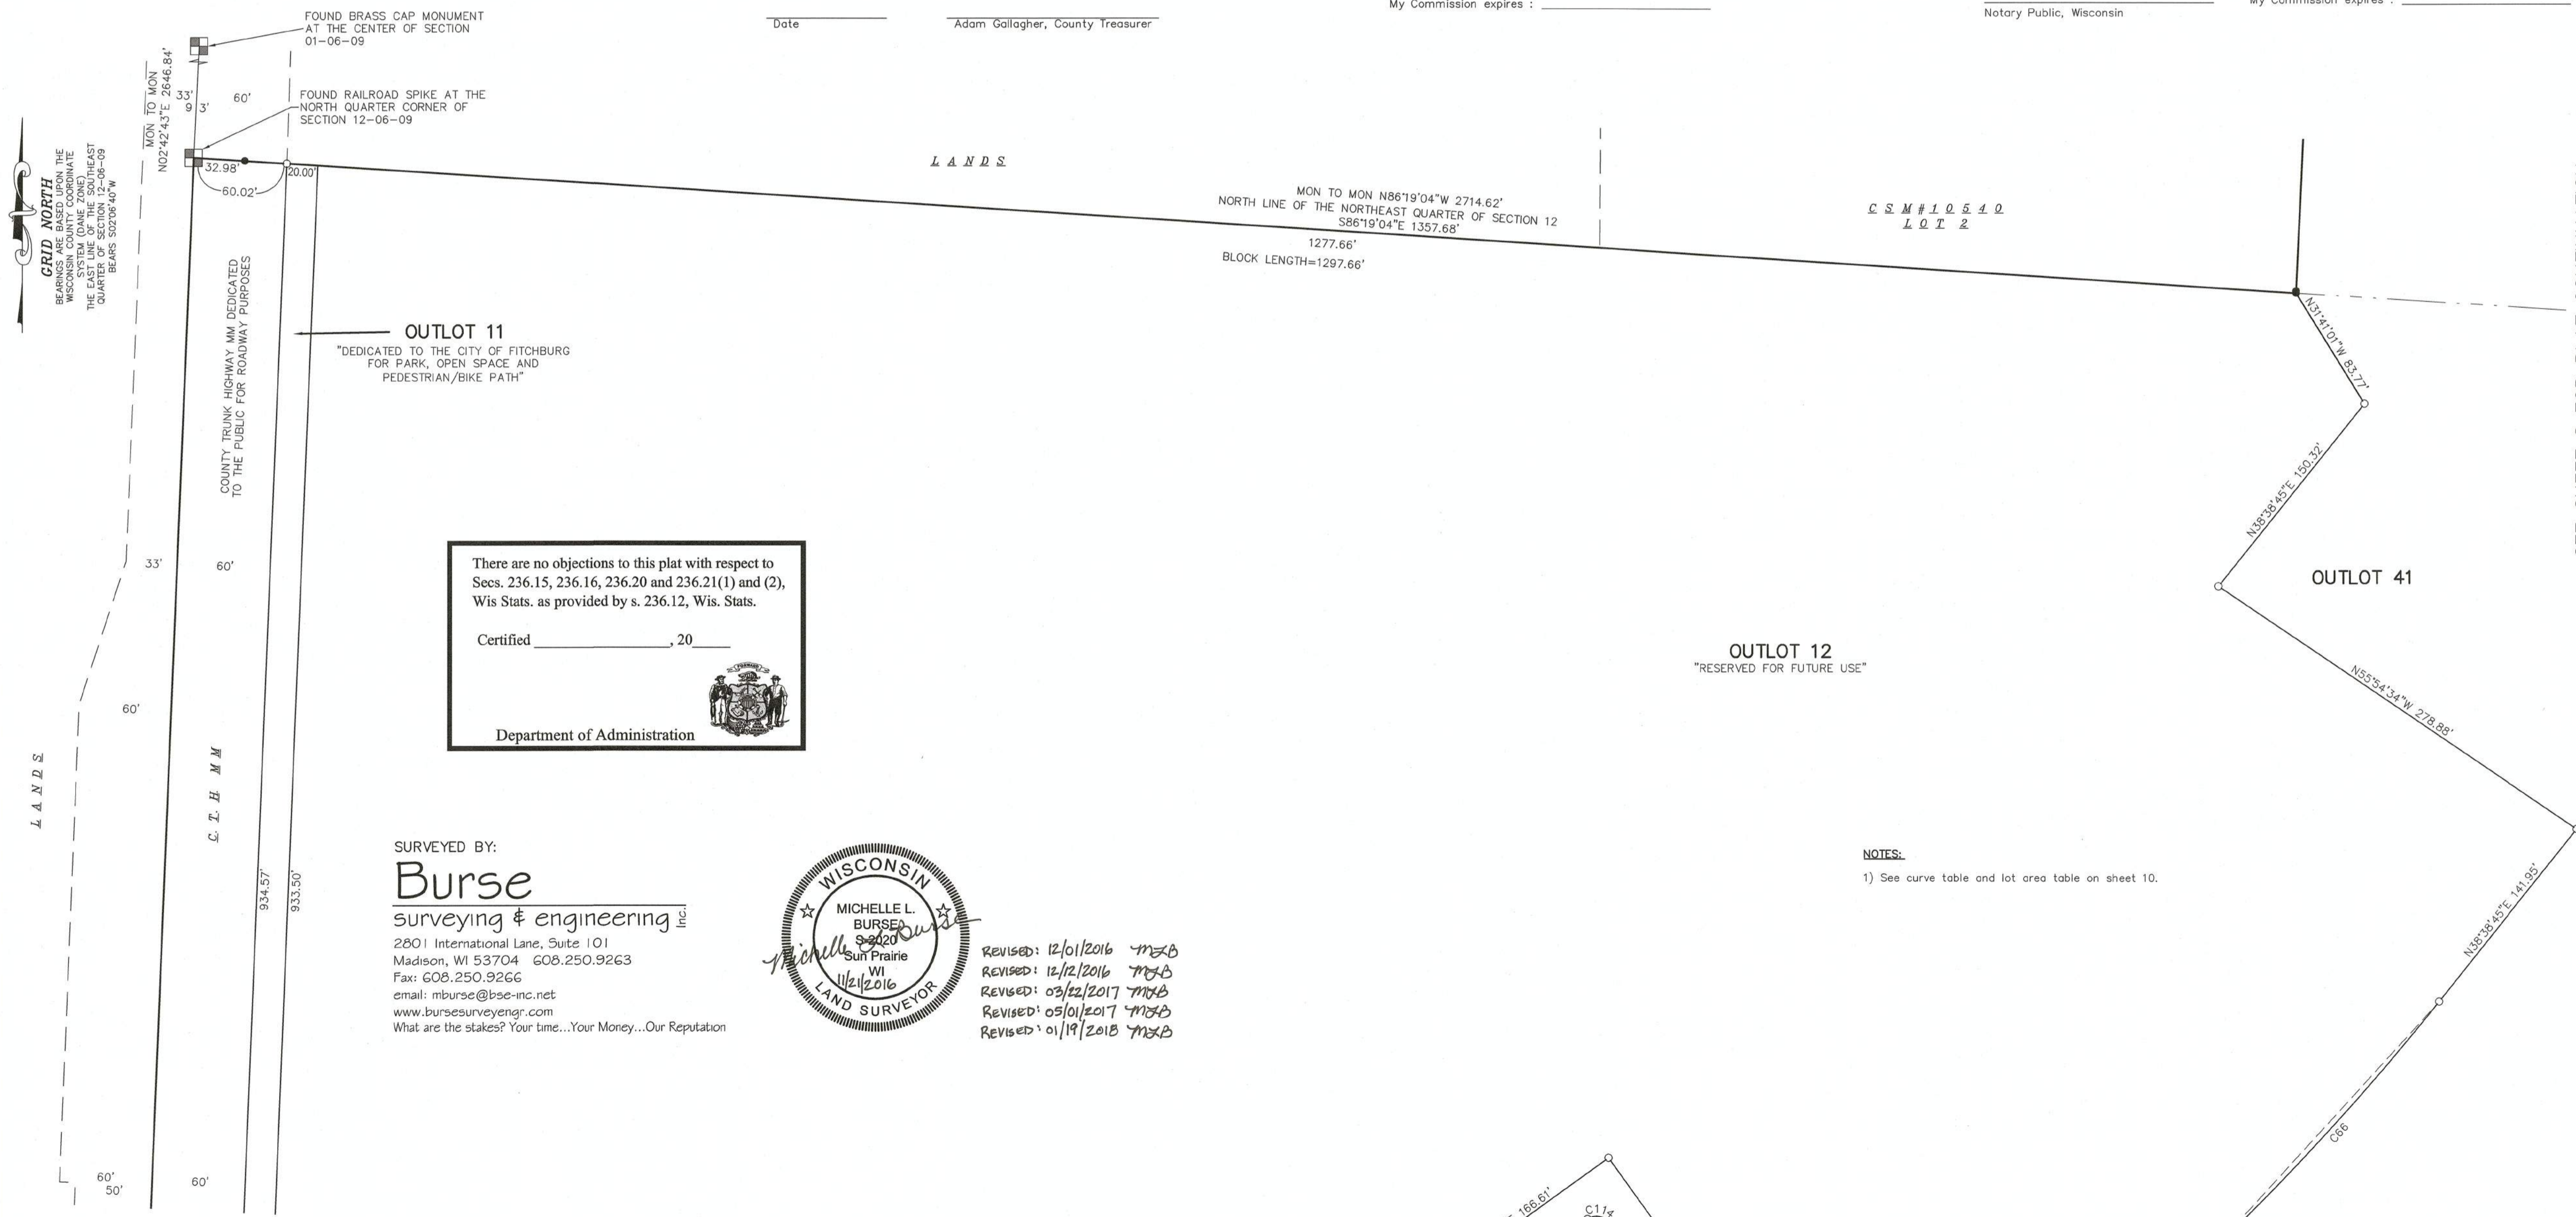 My Commission expires : 
Notary Public, Wisconsin
My Commission expires : 
Date
Adam Gallagher, County Treasurer
FOUND BRASS CAP MONUMENT
AT THE CENTER OF SECTION
01-06-09
MON TO MON
N02°42'43"E 2646.84'
33'
93'
60'
FOUND RAILROAD SPIKE AT THE
NORTH QUARTER CORNER OF
SECTION 12-06-09
GRID NORTH
BEARINGS ARE BASED UPON THE
WISCONSIN COUNTY COORDINATE
SYSTEM (DANE ZONE)
THE EAST LINE OF THE SOUTHEAST
QUARTER OF SECTION 12-06-09
BEARS S02°06'40"W
32.98'
20.00'
60.02'
LANDS
MON TO MON N86°19'04"W 2714.62'
NORTH LINE OF THE NORTHEAST QUARTER OF SECTION 12
S86°19'04"E 1357.68'
1277.66'
BLOCK LENGTH=1297.66'
CSM#10540
LOT 2
N31°41'01"W 83.77'
COUNTY TRUNK HIGHWAY MM DEDICATED
TO THE PUBLIC FOR ROADWAY PURPOSES
OUTLOT 11
"DEDICATED TO THE CITY OF FITCHBURG
FOR PARK, OPEN SPACE AND
PEDESTRIAN/BIKE PATH"
N38°38'45"E 150.32'
33'
60'
There are no objections to this plat with respect to
Secs. 236.15, 236.16, 236.20 and 236.21(1) and (2),
Wis Stats. as provided by s. 236.12, Wis. Stats.
Certified ____________, 20____
FORWARD
Department of Administration
OUTLOT 41
OUTLOT 12
"RESERVED FOR FUTURE USE"
N55°54'34"W 278.88'
60'
LANDS
C.T.H MM
934.57'
933.50'
SURVEYED BY:
Burse
surveying & engineering Inc.
2801 International Lane, Suite 101
Madison, WI 53704 608.250.9263
Fax: 608.250.9266
email: mburse@bse-inc.net
www.bursesurveyengr.com
What are the stakes? Your time...Your Money...Our Reputation
WISCONSIN
MICHELLE L.
BURSE
S-2020
Michelle L Burse
Sun Prairie
WI
11/21/2016
LAND SURVEYOR
REVISED: 12/01/2016 MLB
REVISED: 12/12/2016 MLB
REVISED: 03/22/2017 MLB
REVISED: 05/01/2017 MLB
REVISED: 01/19/2018 MLB
NOTES:
1) See curve table and lot area table on sheet 10.
N38°38'45"E 141.95'
C66
60'
50'
60'
166.61'
C114